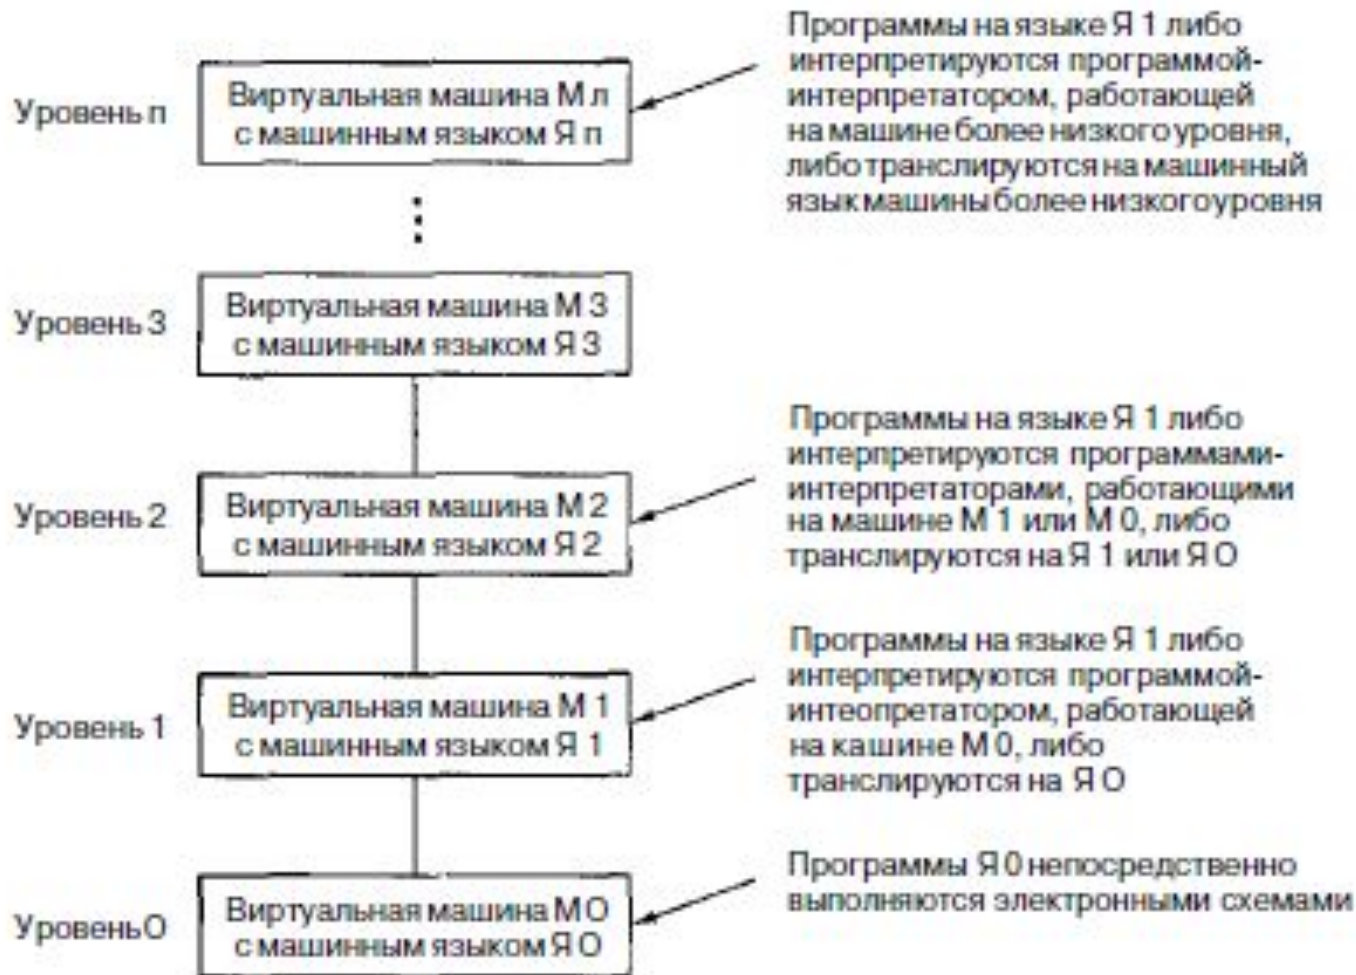 Программы на языке Я 1 либо
интерпретируются программой-
интерпретатором, работающей
на машине более низкого уровня,
либо транслируются на машинный
язык машины более низкого уровня
Уровень п
Виртуальная машина М л
с машинным языком Я п
Уровень 3
Виртуальная машина М 3
с машинным языком Я 3
Программы на языке Я 1 либо
интерпретируются программами-
интерпретаторами, работающими
на машине М 1 или М 0, либо
транслируются на Я 1 или Я О
Уровень 2
Виртуальная машина М 2
с машинным языком Я 2
Программы на языке Я 1 либо
интерпретируются программой-
интеопретатором, работающей
на кашине М 0, либо
транслируются на Я О
Уровень 1
Виртуальная машина М 1
с машинным языком Я 1
Программы Я 0 непосредственно
выполняются электронными схемами
Уровень О
Виртуальная машина М О
с машинным языком Я О